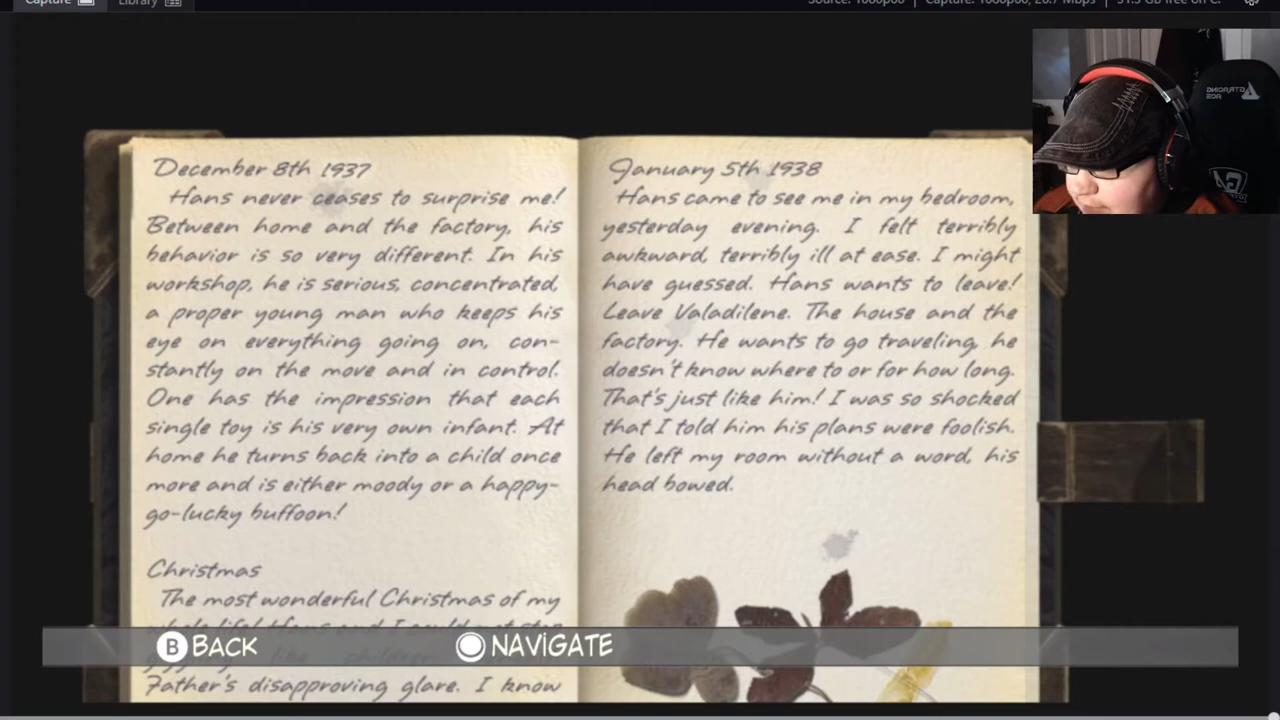 Capture
Library
December 8th 1937
Hans never ceases to surprise me!
Between home and the factory, his
behavior is so very different. In his
workshop, he is serious, concentrated,
a proper young man who keeps his
eye on everything going on, con-
stantly on the move and in control.
One has the impression that each
single toy is his very own infant. At
home he turns back into a child once
more and is either moody or a happy-
go-lucky buffoon!
Christmas
The most wonderful Christmas of my
Father's disapproving glare. I know
January 5th 1938
Hans came to see me in my bedroom,
yesterday evening. I felt terribly
awkward, terribly ill at ease. I might
have guessed. Hans wants to leave!
Leave Valadilene. The house and the
factory. He wants to go traveling, he
doesn't know where to or for how long.
That's just like him! I was so shocked
that I told him his plans were foolish.
He left my room without a word, his
head bowed.
B BACK
NAVIGATE